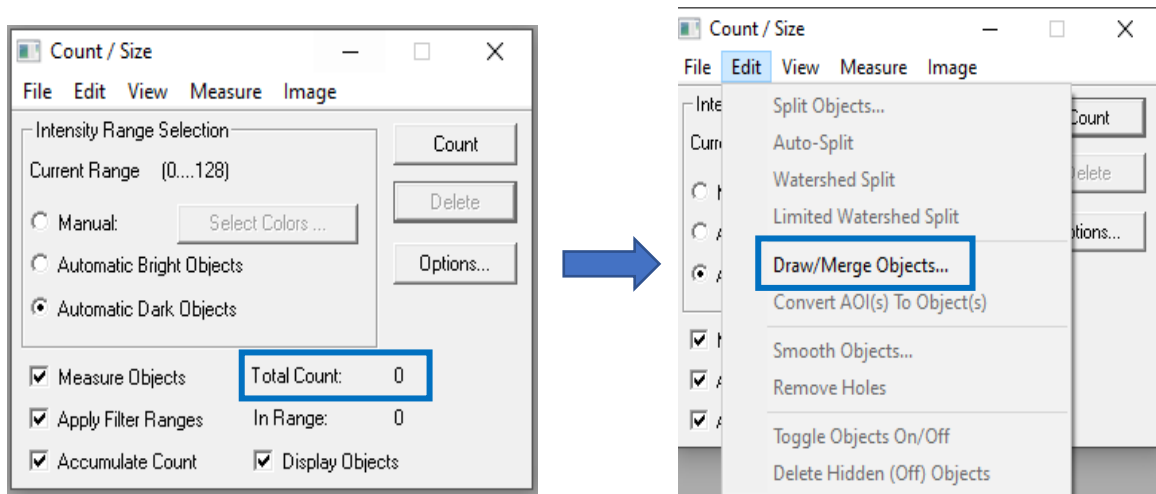 Count / Size
File Edit View Measure Image
Intensity Range Selection
Current Range (0....128)
Manual: Select Colors ...
Automatic Bright Objects
Automatic Dark Objects
Count
Delete
Options...
Measure Objects Total Count: 0
Apply Filter Ranges In Range: 0
Accumulate Count Display Objects
Count / Size
File Edit View Measure Image
Split Objects...
Auto-Split
Watershed Split
Limited Watershed Split
Draw/Merge Objects...
Convert AOI(s) To Object(s)
Smooth Objects...
Remove Holes
Toggle Objects On/Off
Delete Hidden (Off) Objects